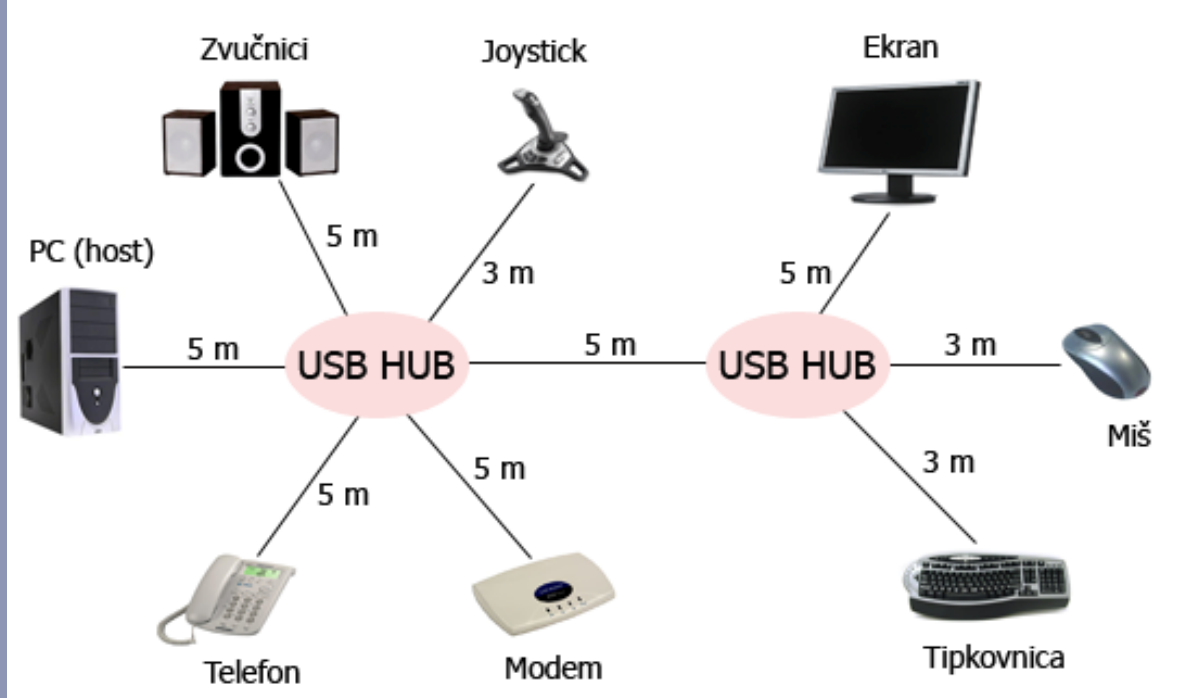 Zvučnici
Joystick
Ekran
PC (host)
5 m
3 m
5 m
5 m
USB HUB
5 m
USB HUB
3 m
Miš
5 m
5 m
3 m
Telefon
Modem
Tipkovnica